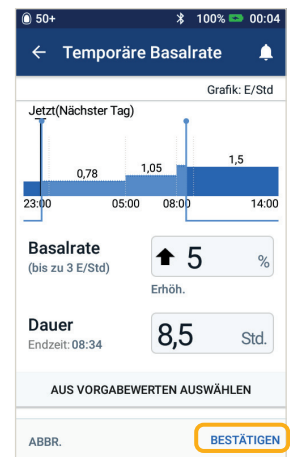 50+ 100% 00:04
Temporäre Basalrate
Grafik: E/Std
Jetzt(Nächster Tag)
0,78 1,05 1,5
23:00 05:00 08:00 14:00
Basalrate 5 %
(bis zu 3 E/Std)
Erhöh.
Dauer 8,5 Std.
Endzeit: 08:34
AUS VORGABEWERTEN AUSWÄHLEN
ABBR. BESTÄTIGEN